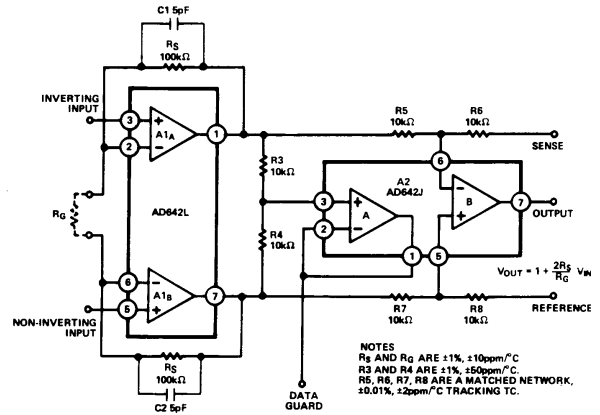 C1 5pF
RS
100kΩ
INVERTING
INPUT
3
+
2
−
A1A
1
R5
10kΩ
R6
10kΩ
SENSE
R3
10kΩ
6
A2
AD642J
RG
AD642L
3
+
2
−
A
−
B
+
7
OUTPUT
R4
10kΩ
1
5
VOUT = 1 + 2RS/RG VIN
6
−
5
+
A1B
7
NON-INVERTING
INPUT
R7
10kΩ
R8
10kΩ
REFERENCE
RS
100kΩ
C2 5pF
DATA
GUARD
NOTES
RS AND RG ARE ±1%, ±10ppm/°C
R3 AND R4 ARE ±1%, ±50ppm/°C.
R5, R6, R7, R8 ARE A MATCHED NETWORK,
±0.01%, ±2ppm/°C TRACKING TC.